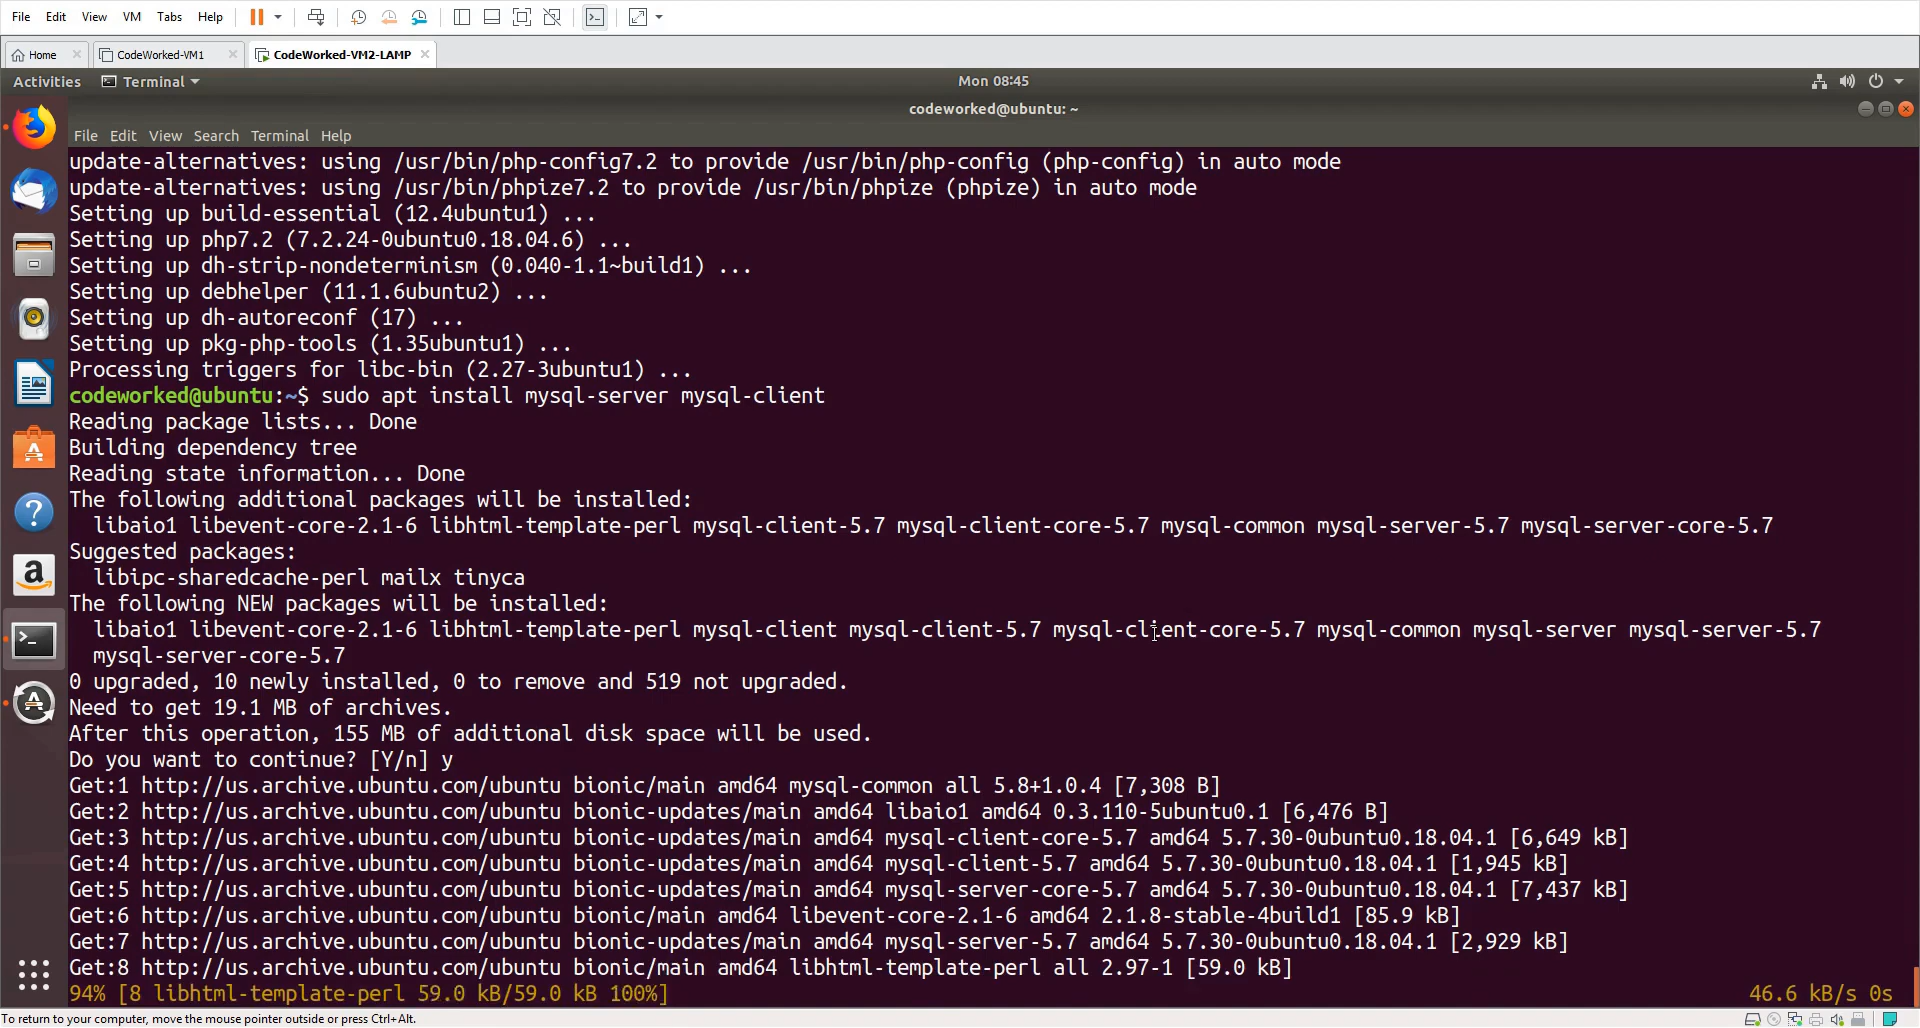 File Edit View VM Tabs Help
Home CodeWorked-VM1 CodeWorked-VM2-LAMP
Activities Terminal Mon 08:45
codeworked@ubuntu: ~
File Edit View Search Terminal Help
update-alternatives: using /usr/bin/php-config7.2 to provide /usr/bin/php-config (php-config) in auto mode
update-alternatives: using /usr/bin/phpize7.2 to provide /usr/bin/phpize (phpize) in auto mode
Setting up build-essential (12.4ubuntu1) ...
Setting up php7.2 (7.2.24-0ubuntu0.18.04.6) ...
Setting up dh-strip-nondeterminism (0.040-1.1~build1) ...
Setting up debhelper (11.1.6ubuntu2) ...
Setting up dh-autoreconf (17) ...
Setting up pkg-php-tools (1.35ubuntu1) ...
Processing triggers for libc-bin (2.27-3ubuntu1) ...
codeworked@ubuntu:~$ sudo apt install mysql-server mysql-client
Reading package lists... Done
Building dependency tree
Reading state information... Done
The following additional packages will be installed:
libaio1 libevent-core-2.1-6 libhtml-template-perl mysql-client-5.7 mysql-client-core-5.7 mysql-common mysql-server-5.7 mysql-server-core-5.7
Suggested packages:
libipc-sharedcache-perl mailx tinyca
The following NEW packages will be installed:
libaio1 libevent-core-2.1-6 libhtml-template-perl mysql-client mysql-client-5.7 mysql-client-core-5.7 mysql-common mysql-server mysql-server-5.7
mysql-server-core-5.7
0 upgraded, 10 newly installed, 0 to remove and 519 not upgraded.
Need to get 19.1 MB of archives.
After this operation, 155 MB of additional disk space will be used.
Do you want to continue? [Y/n] y
Get:1 http://us.archive.ubuntu.com/ubuntu bionic/main amd64 mysql-common all 5.8+1.0.4 [7,308 B]
Get:2 http://us.archive.ubuntu.com/ubuntu bionic-updates/main amd64 libaio1 amd64 0.3.110-5ubuntu0.1 [6,476 B]
Get:3 http://us.archive.ubuntu.com/ubuntu bionic-updates/main amd64 mysql-client-core-5.7 amd64 5.7.30-0ubuntu0.18.04.1 [6,649 kB]
Get:4 http://us.archive.ubuntu.com/ubuntu bionic-updates/main amd64 mysql-client-5.7 amd64 5.7.30-0ubuntu0.18.04.1 [1,945 kB]
Get:5 http://us.archive.ubuntu.com/ubuntu bionic-updates/main amd64 mysql-server-core-5.7 amd64 5.7.30-0ubuntu0.18.04.1 [7,437 kB]
Get:6 http://us.archive.ubuntu.com/ubuntu bionic/main amd64 libevent-core-2.1-6 amd64 2.1.8-stable-4build1 [85.9 kB]
Get:7 http://us.archive.ubuntu.com/ubuntu bionic-updates/main amd64 mysql-server-5.7 amd64 5.7.30-0ubuntu0.18.04.1 [2,929 kB]
Get:8 http://us.archive.ubuntu.com/ubuntu bionic/main amd64 libhtml-template-perl all 2.97-1 [59.0 kB]
94% [8 libhtml-template-perl 59.0 kB/59.0 kB 100%] 46.6 kB/s 0s
To return to your computer, move the mouse pointer outside or press Ctrl+Alt.